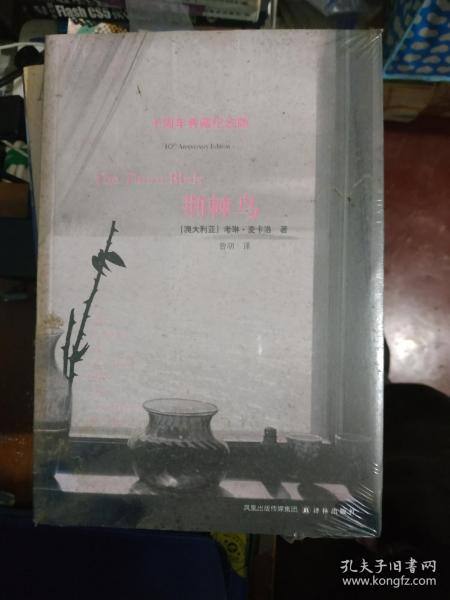 Flash CS3
十周年典藏纪念版
10th Anniversary Edition
The Thorn Birds
荆棘鸟
［澳大利亚］考琳·麦卡洛 著
曾胡 译
凤凰出版传媒集团 译林出版社
孔夫子旧书网
www.kongfz.com